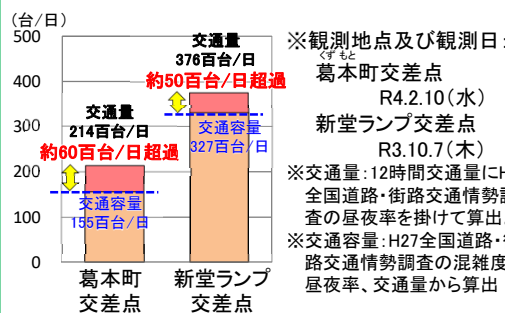 (台/日)
500
400
300
200
100
0
交通量
214百台/日
約60百台/日超過
交通容量
155百台/日
交通量
376百台/日
約50百台/日超過
交通容量
327百台/日
葛本町
交差点
新堂ランプ
交差点
※観測地点及び観測日:
くずもと
葛本町交差点
R4.2.10(水)
新堂ランプ交差点
R3.10.7(木)
※交通量:12時間交通量にH
全国道路・街路交通情勢調
査の昼夜率を掛けて算出
※交通容量:H27全国道路・街
路交通情勢調査の混雑度
昼夜率、交通量から算出